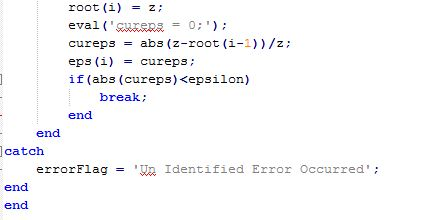 root(i) = z;
eval('cureps = 0;');
cureps = abs(z-root(i-1))/z;
eps(i) = cureps;
if(abs(cureps)<epsilon)
break;
end
end
catch
errorFlag = 'Un Identified Error Occurred';
end
end